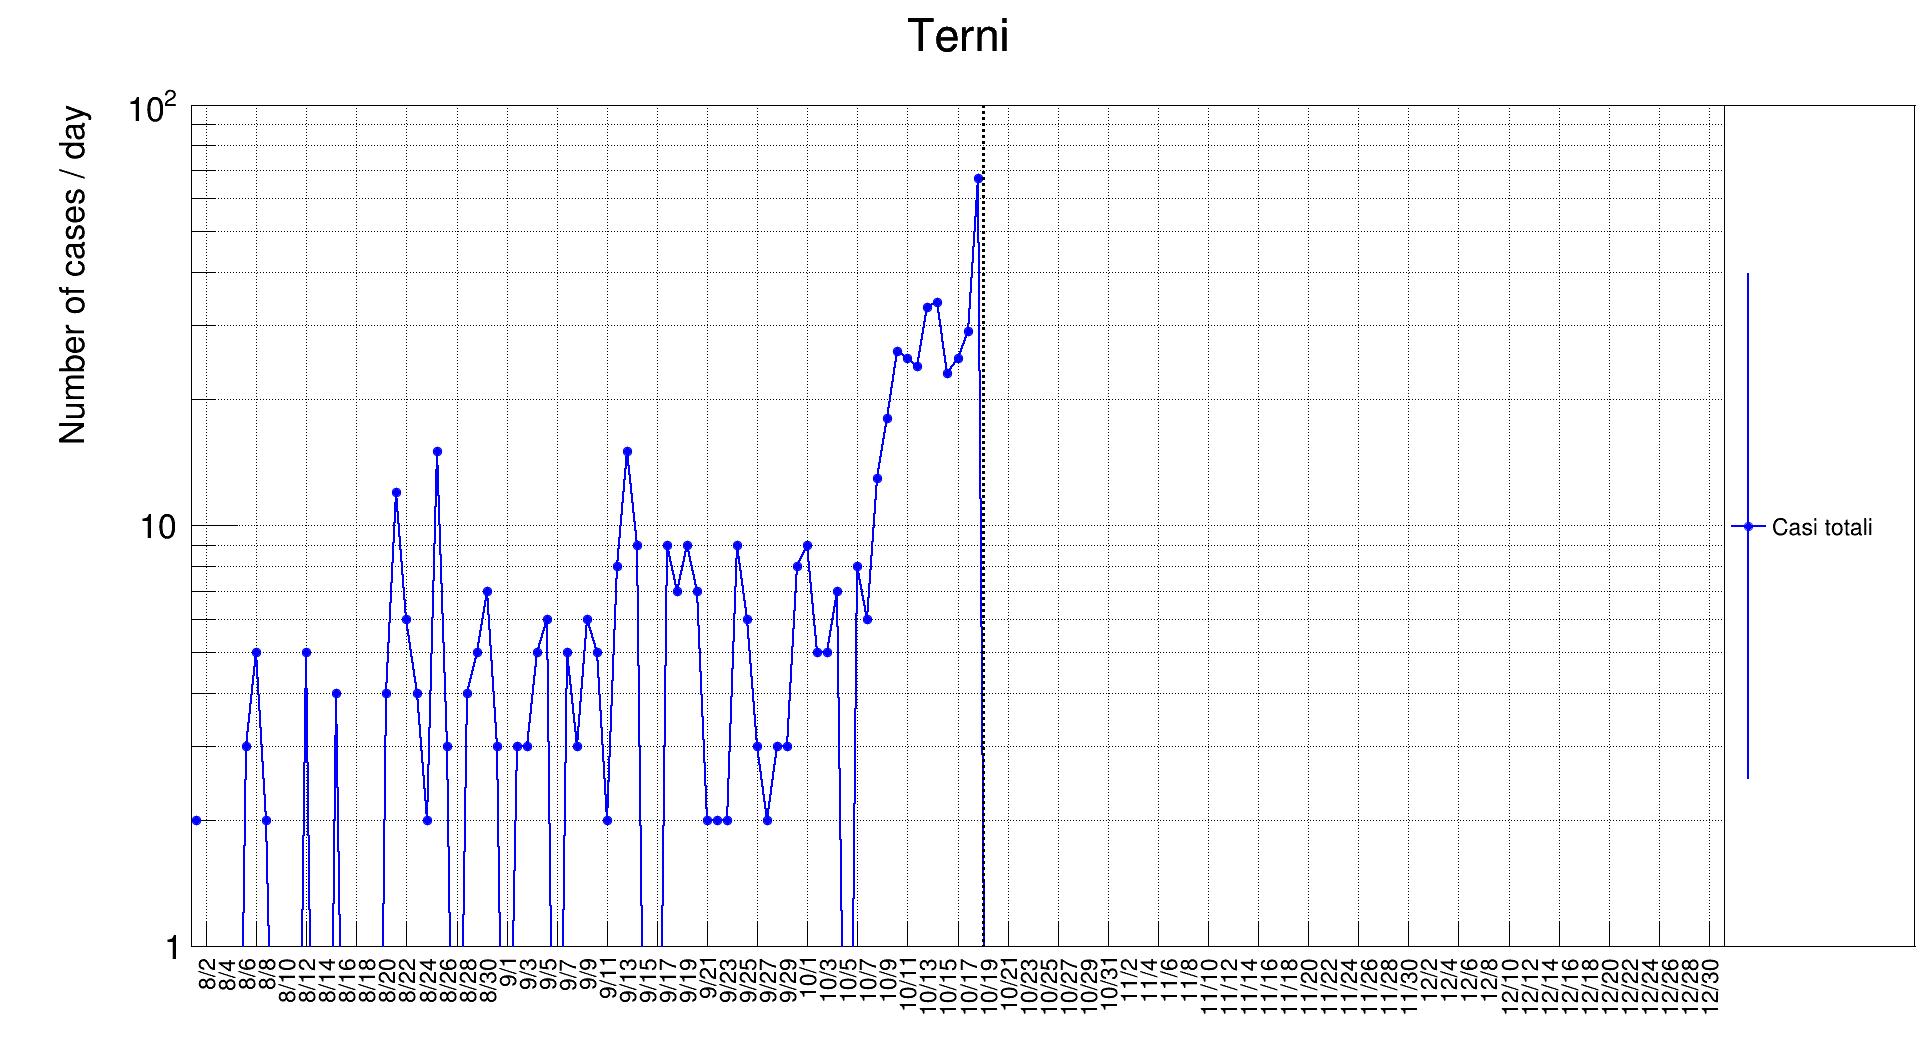 Terni
Number of cases / day
10²
10
1
8/2 8/4 8/6 8/8 8/10 8/12 8/14 8/16 8/18 8/20 8/22 8/24 8/26 8/28 8/30 9/1 9/3 9/5 9/7 9/9 9/11 9/13 9/15 9/17 9/19 9/21 9/23 9/25 9/27 9/29 10/1 10/3 10/5 10/7 10/9 10/11 10/13 10/15 10/17 10/19 10/21 10/23 10/25 10/27 10/29 10/31 11/2 11/4 11/6 11/8 11/10 11/12 11/14 11/16 11/18 11/20 11/22 11/24 11/26 11/28 11/30 12/2 12/4 12/6 12/8 12/10 12/12 12/14 12/16 12/18 12/20 12/22 12/24 12/26 12/28 12/30
Casi totali